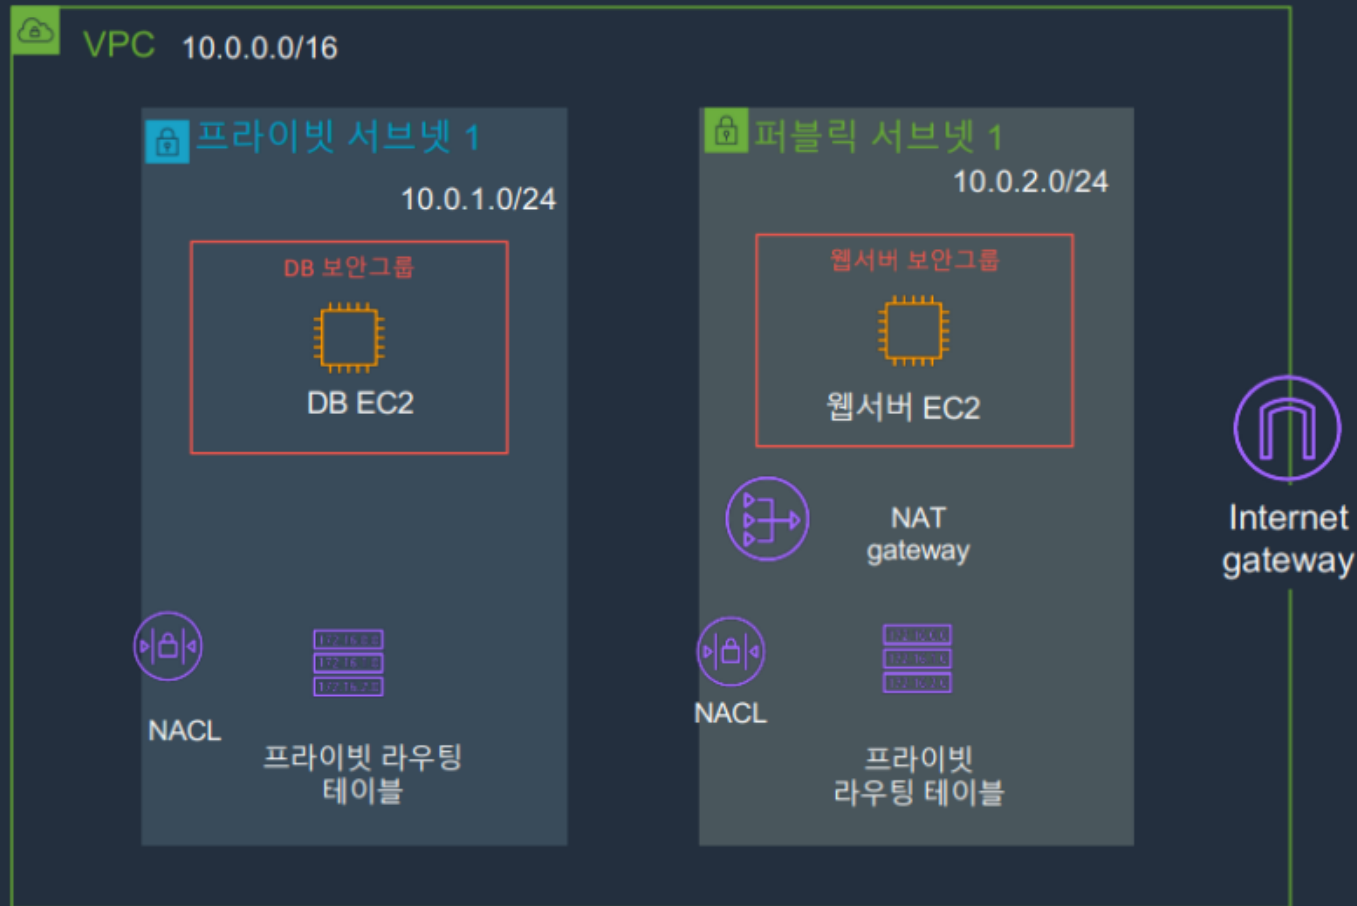 VPC 10.0.0.0/16
프라이빗 서브넷 1
10.0.1.0/24
DB 보안그룹
DB EC2
NACL
프라이빗 라우팅
테이블
퍼블릭 서브넷 1
10.0.2.0/24
웹서버 보안그룹
웹서버 EC2
NAT
gateway
NACL
프라이빗
라우팅 테이블
Internet
gateway